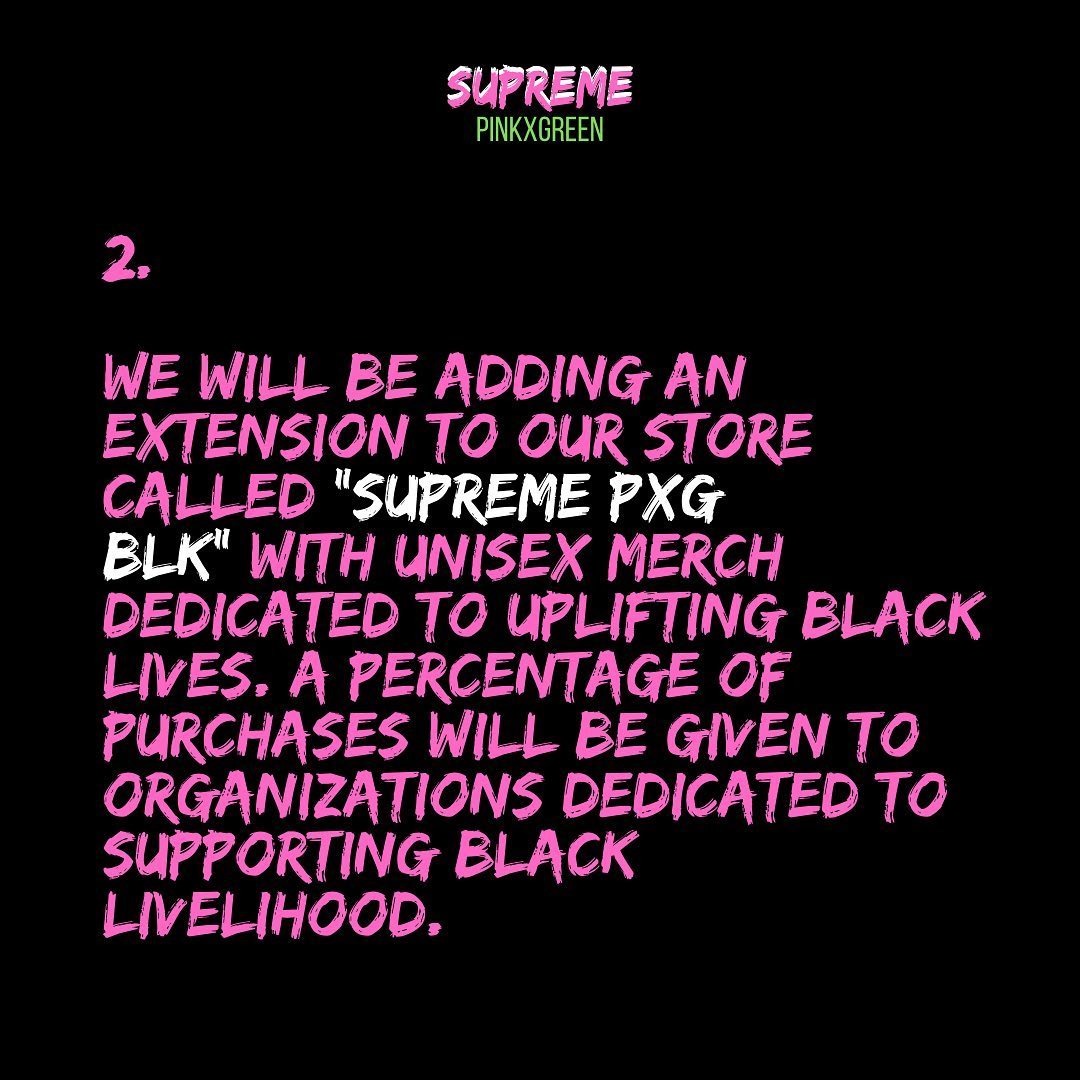 SUPREME
PINKXGREEN
2.
WE WILL BE ADDING AN
EXTENSION TO OUR STORE
CALLED "SUPREME PXG
BLK" WITH UNISEX MERCH
DEDICATED TO UPLIFTING BLACK
LIVES. A PERCENTAGE OF
PURCHASES WILL BE GIVEN TO
ORGANIZATIONS DEDICATED TO
SUPPORTING BLACK
LIVELIHOOD.